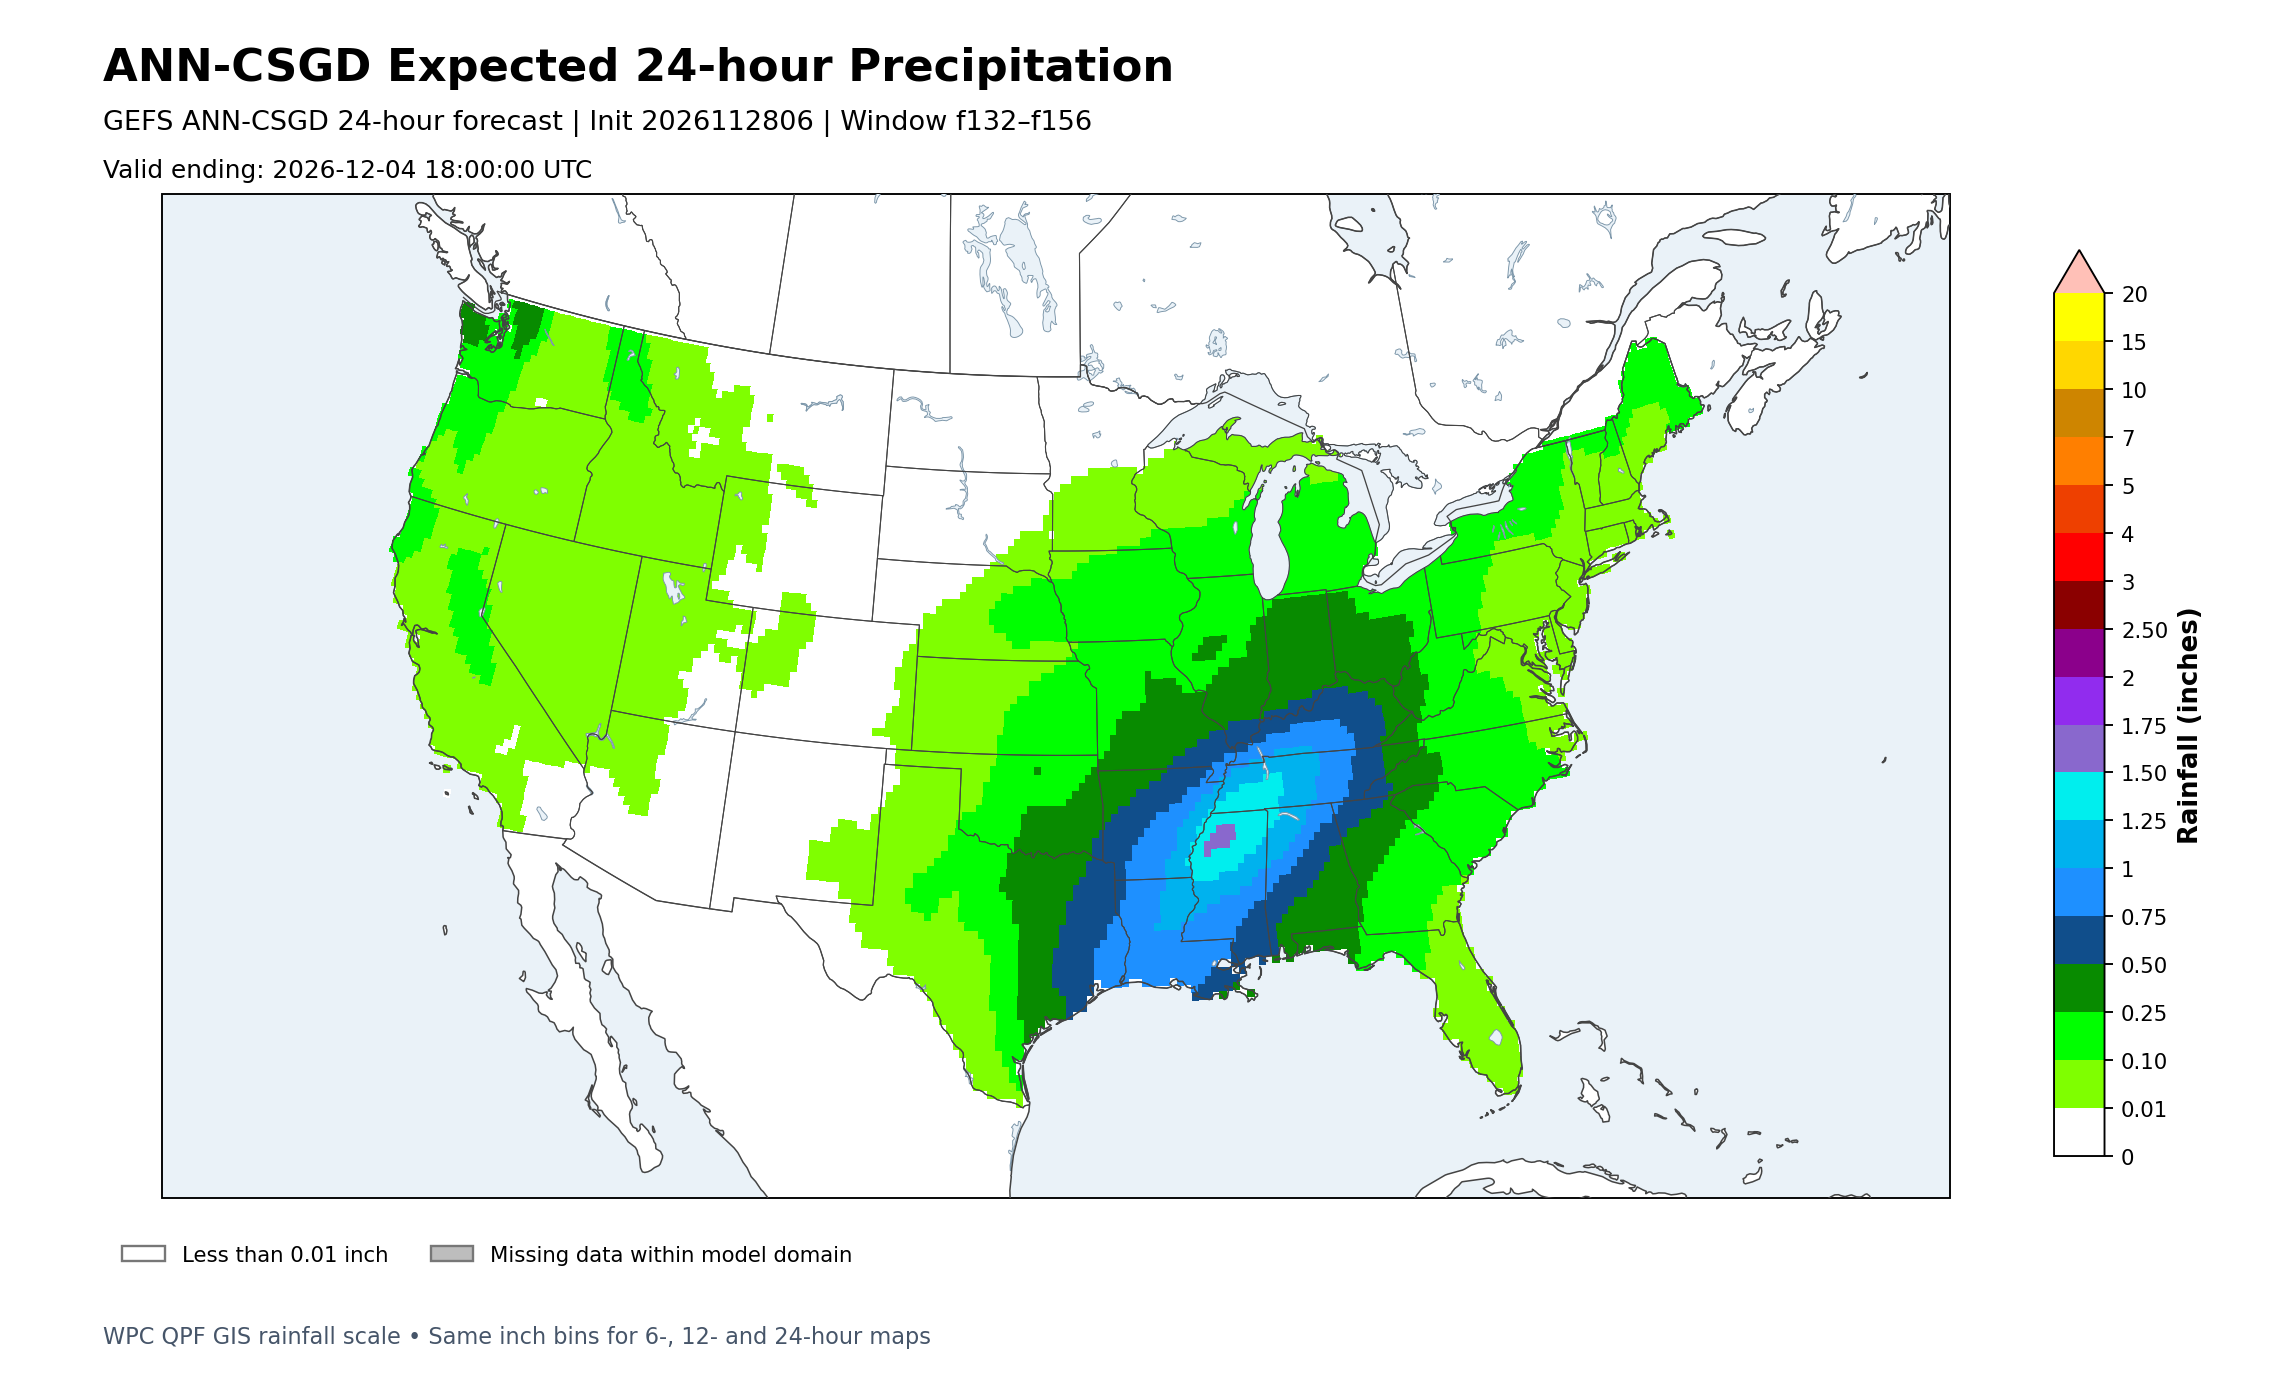 ANN-CSGD Expected 24-hour Precipitation
GEFS ANN-CSGD 24-hour forecast | Init 2026112806 | Window f132–f156
Valid ending: 2026-12-04 18:00:00 UTC
20
15
10
7
5
4
3
2.50
2
1.75
1.50
1.25
1
0.75
0.50
0.25
0.10
0.01
0
Rainfall (inches)
Less than 0.01 inch
Missing data within model domain
WPC QPF GIS rainfall scale • Same inch bins for 6-, 12- and 24-hour maps